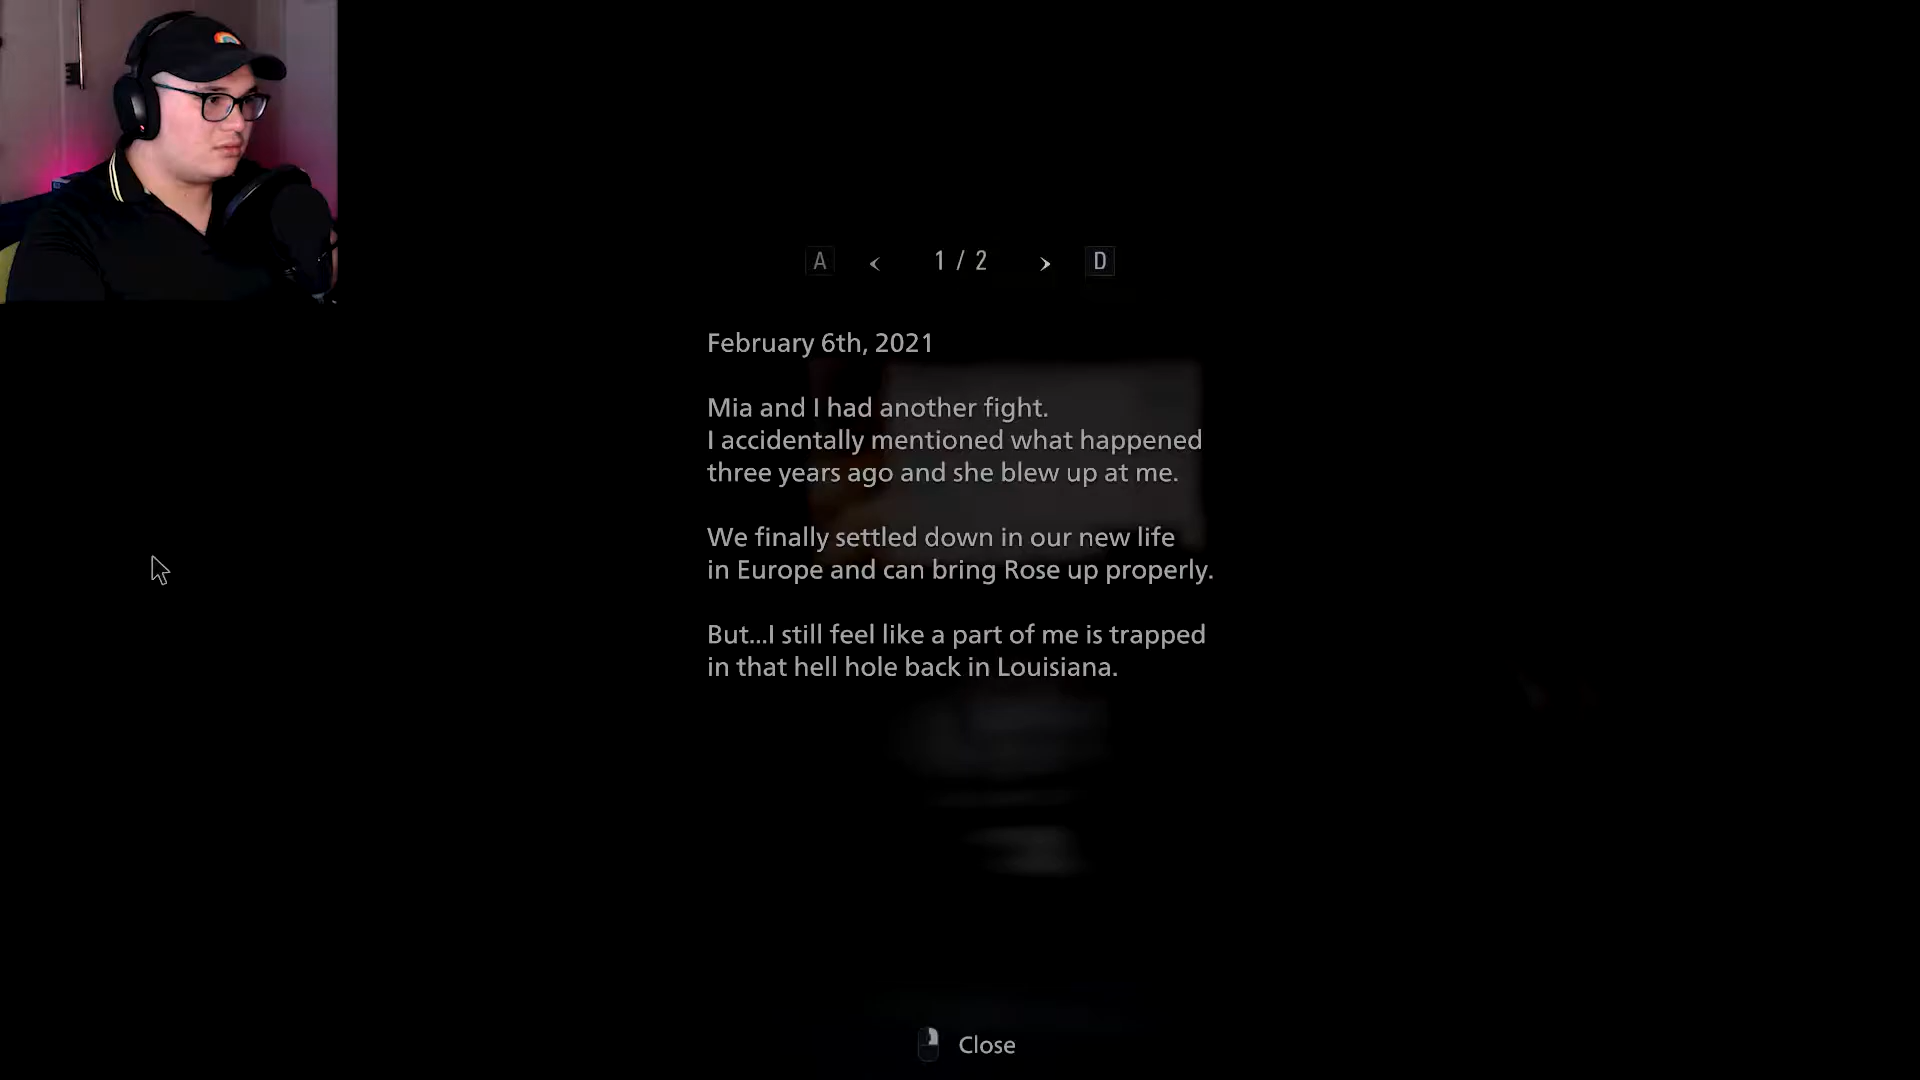 A < 1 / 2 > D
February 6th, 2021
Mia and I had another fight.
I accidentally mentioned what happened
three years ago and she blew up at me.
We finally settled down in our new life
in Europe and can bring Rose up properly.
But...I still feel like a part of me is trapped
in that hell hole back in Louisiana.
Close